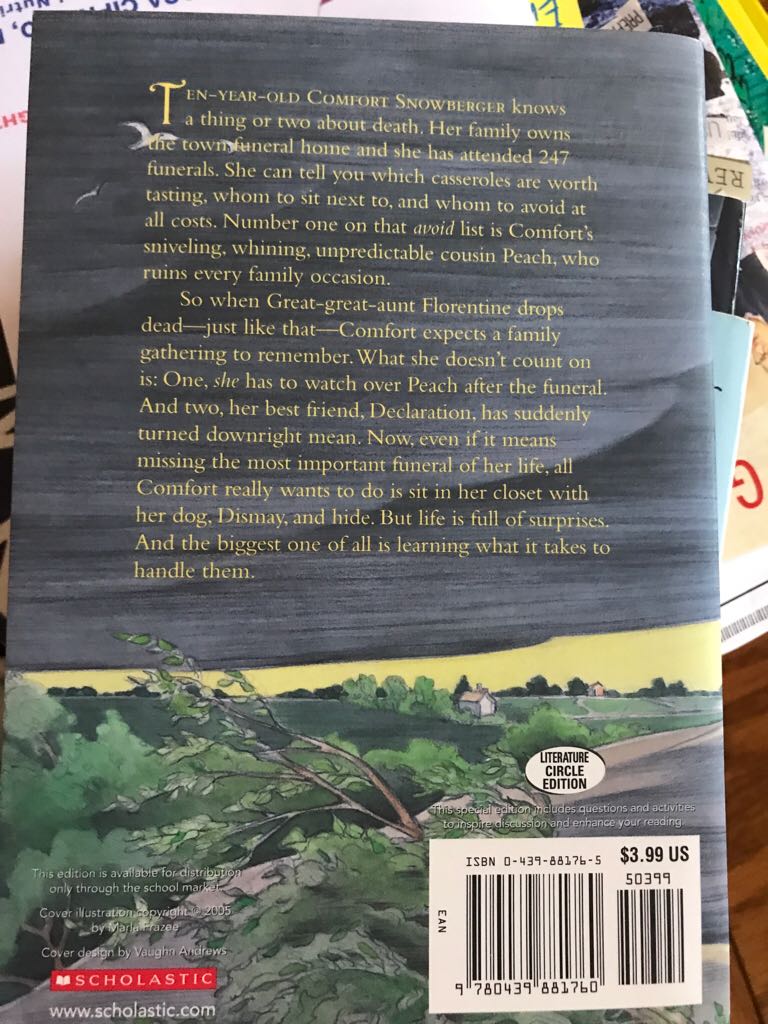 TEN-YEAR-OLD COMFORT SNOWBERGER knows
a thing or two about death. Her family owns
the town funeral home and she has attended 247
funerals. She can tell you which casseroles are worth
tasting, whom to sit next to, and whom to avoid at
all costs. Number one on that avoid list is Comfort's
sniveling, whining, unpredictable cousin Peach, who
ruins every family occasion.
So when Great-great-aunt Florentine drops
dead—just like that—Comfort expects a family
gathering to remember. What she doesn't count on
is: One, she has to watch over Peach after the funeral.
And two, her best friend, Declaration, has suddenly
turned downright mean. Now, even if it means
missing the most important funeral of her life, all
Comfort really wants to do is sit in her closet with
her dog, Dismay, and hide. But life is full of surprises.
And the biggest one of all is learning what it takes to
handle them.
LITERATURE
CIRCLE
EDITION
This special edition includes questions and activities
to inspire discussion and enhance your reading.
This edition is available for distribution
only through the school market.
Cover illustration copyright © 2005
by Marla Frazee
Cover design by Vaughn Andrews
SCHOLASTIC
www.scholastic.com
ISBN 0-439-88176-5
$3.99 US
50399
EAN
9 780439 881760
RET
G